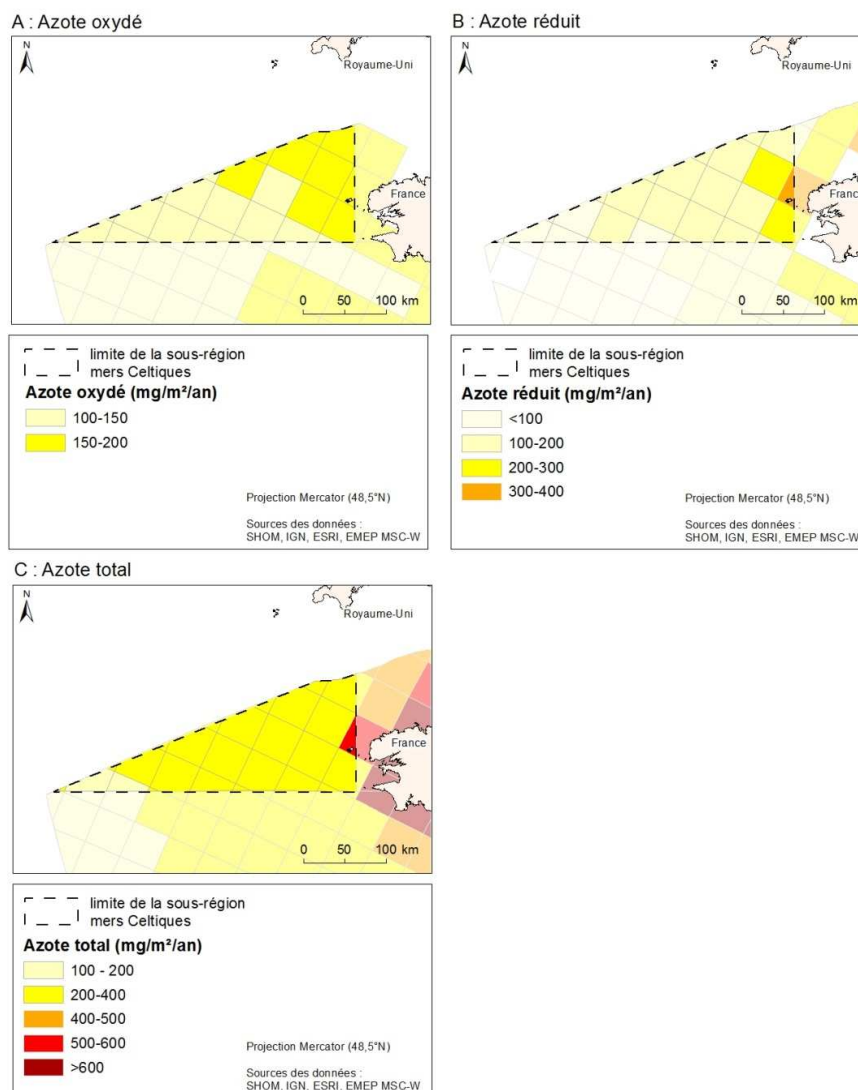 A : Azote oxydé
N
Royaume-Uni
France
0 50 100 km
limite de la sous-région
mers Celtiques
Azote oxydé (mg/m²/an)
100-150
150-200
Projection Mercator (48,5°N)
Sources des données :
SHOM, IGN, ESRI, EMEP MSC-W
B : Azote réduit
N
Royaume-Uni
France
0 50 100 km
limite de la sous-région
mers Celtiques
Azote réduit (mg/m²/an)
<100
100-200
200-300
300-400
Projection Mercator (48,5°N)
Sources des données :
SHOM, IGN, ESRI, EMEP MSC-W
C : Azote total
N
Royaume-Uni
France
0 50 100 km
limite de la sous-région
mers Celtiques
Azote total (mg/m²/an)
100 - 200
200-400
400-500
500-600
>600
Projection Mercator (48,5°N)
Sources des données :
SHOM, IGN, ESRI, EMEP MSC-W